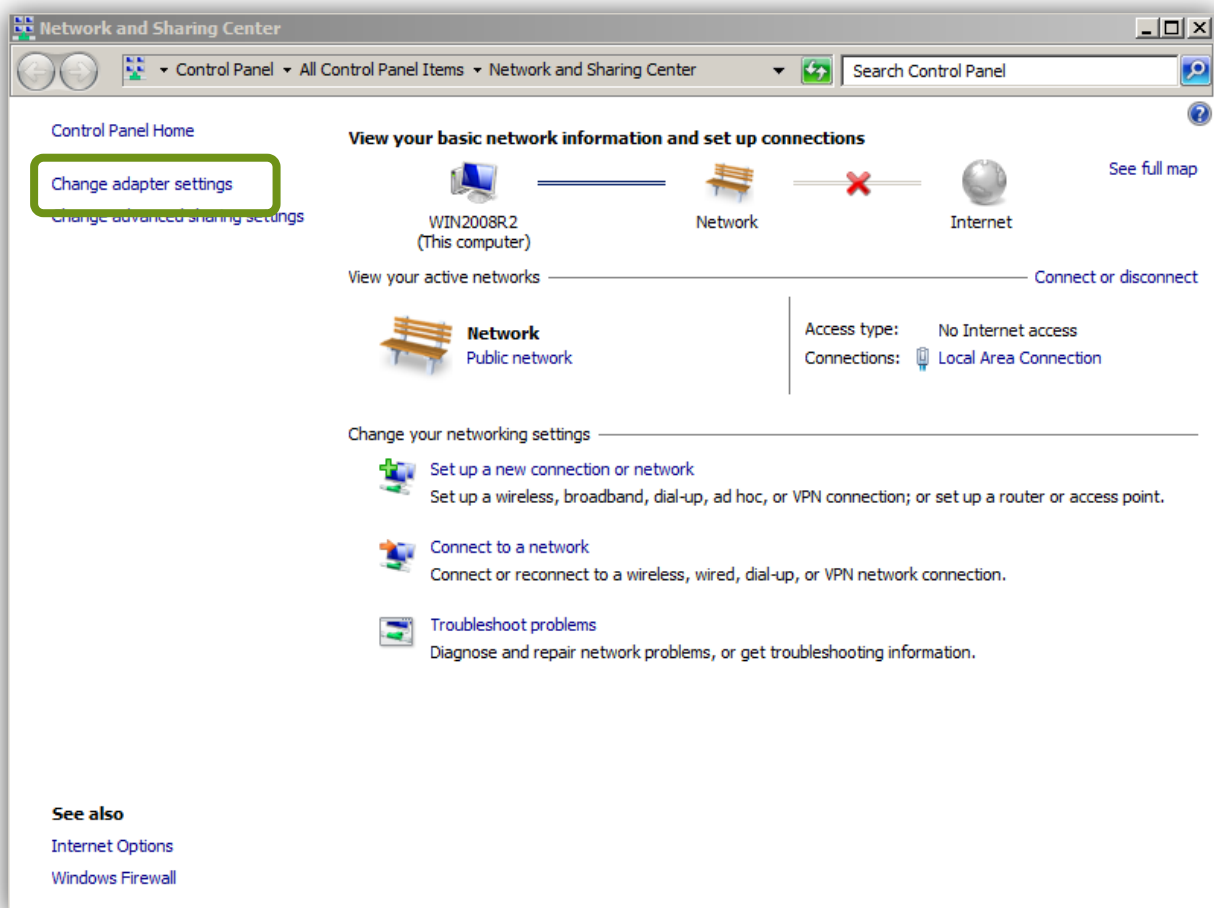 Network and Sharing Center
Control Panel All Control Panel Items Network and Sharing Center Search Control Panel
Control Panel Home
Change adapter settings
Change advanced sharing settings
View your basic network information and set up connections
See full map
WIN2008R2
(This computer)
Network
Internet
View your active networks
Connect or disconnect
Network
Public network
Access type: No Internet access
Connections: Local Area Connection
Change your networking settings
Set up a new connection or network
Set up a wireless, broadband, dial-up, ad hoc, or VPN connection; or set up a router or access point.
Connect to a network
Connect or reconnect to a wireless, wired, dial-up, or VPN network connection.
Troubleshoot problems
Diagnose and repair network problems, or get troubleshooting information.
See also
Internet Options
Windows Firewall